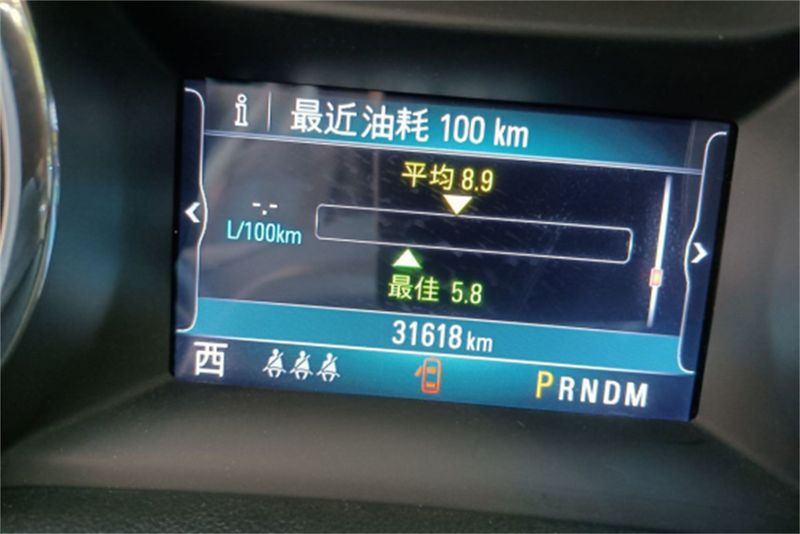 i 最近油耗 100 km
平均 8.9
-.-
L/100km
最佳 5.8
31618 km
西
PRNDM